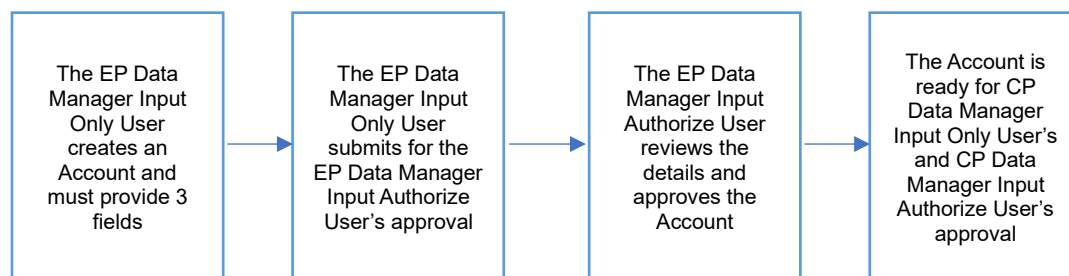 The EP Data
Manager Input
Only User
creates an
Account and
must provide 3
fields
The EP Data
Manager Input
Only User
submits for the
EP Data Manager
Input Authorize
User’s approval
The EP Data
Manager Input
Authorize User
reviews the
details and
approves the
Account
The Account is
ready for CP
Data Manager
Input Only User’s
and CP Data
Manager Input
Authorize User’s
approval